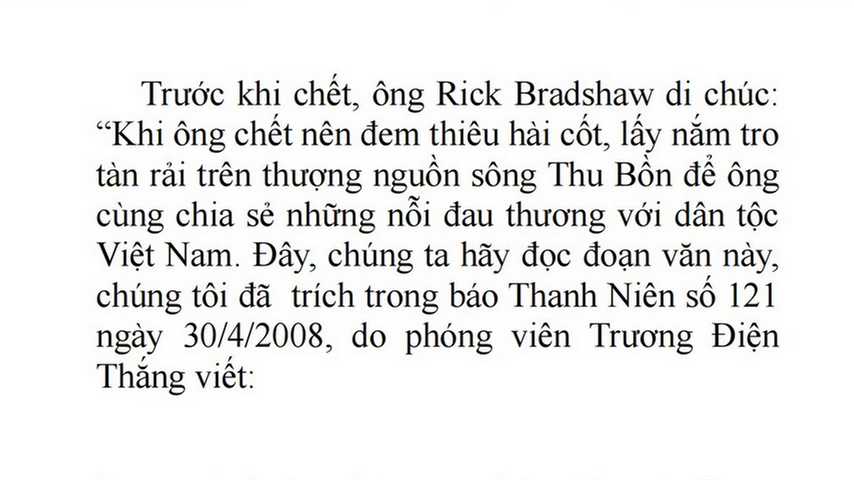 Trước khi chết, ông Rick Bradshaw di chúc:
“Khi ông chết nên đem thiêu hài cốt, lấy nắm tro
tàn rải trên thượng nguồn sông Thu Bồn để ông
cùng chia sẻ những nỗi đau thương với dân tộc
Việt Nam. Đây, chúng ta hãy đọc đoạn văn này,
chúng tôi đã  trích trong báo Thanh Niên số 121
ngày 30/4/2008, do phóng viên Trương Điện
Thắng viết: